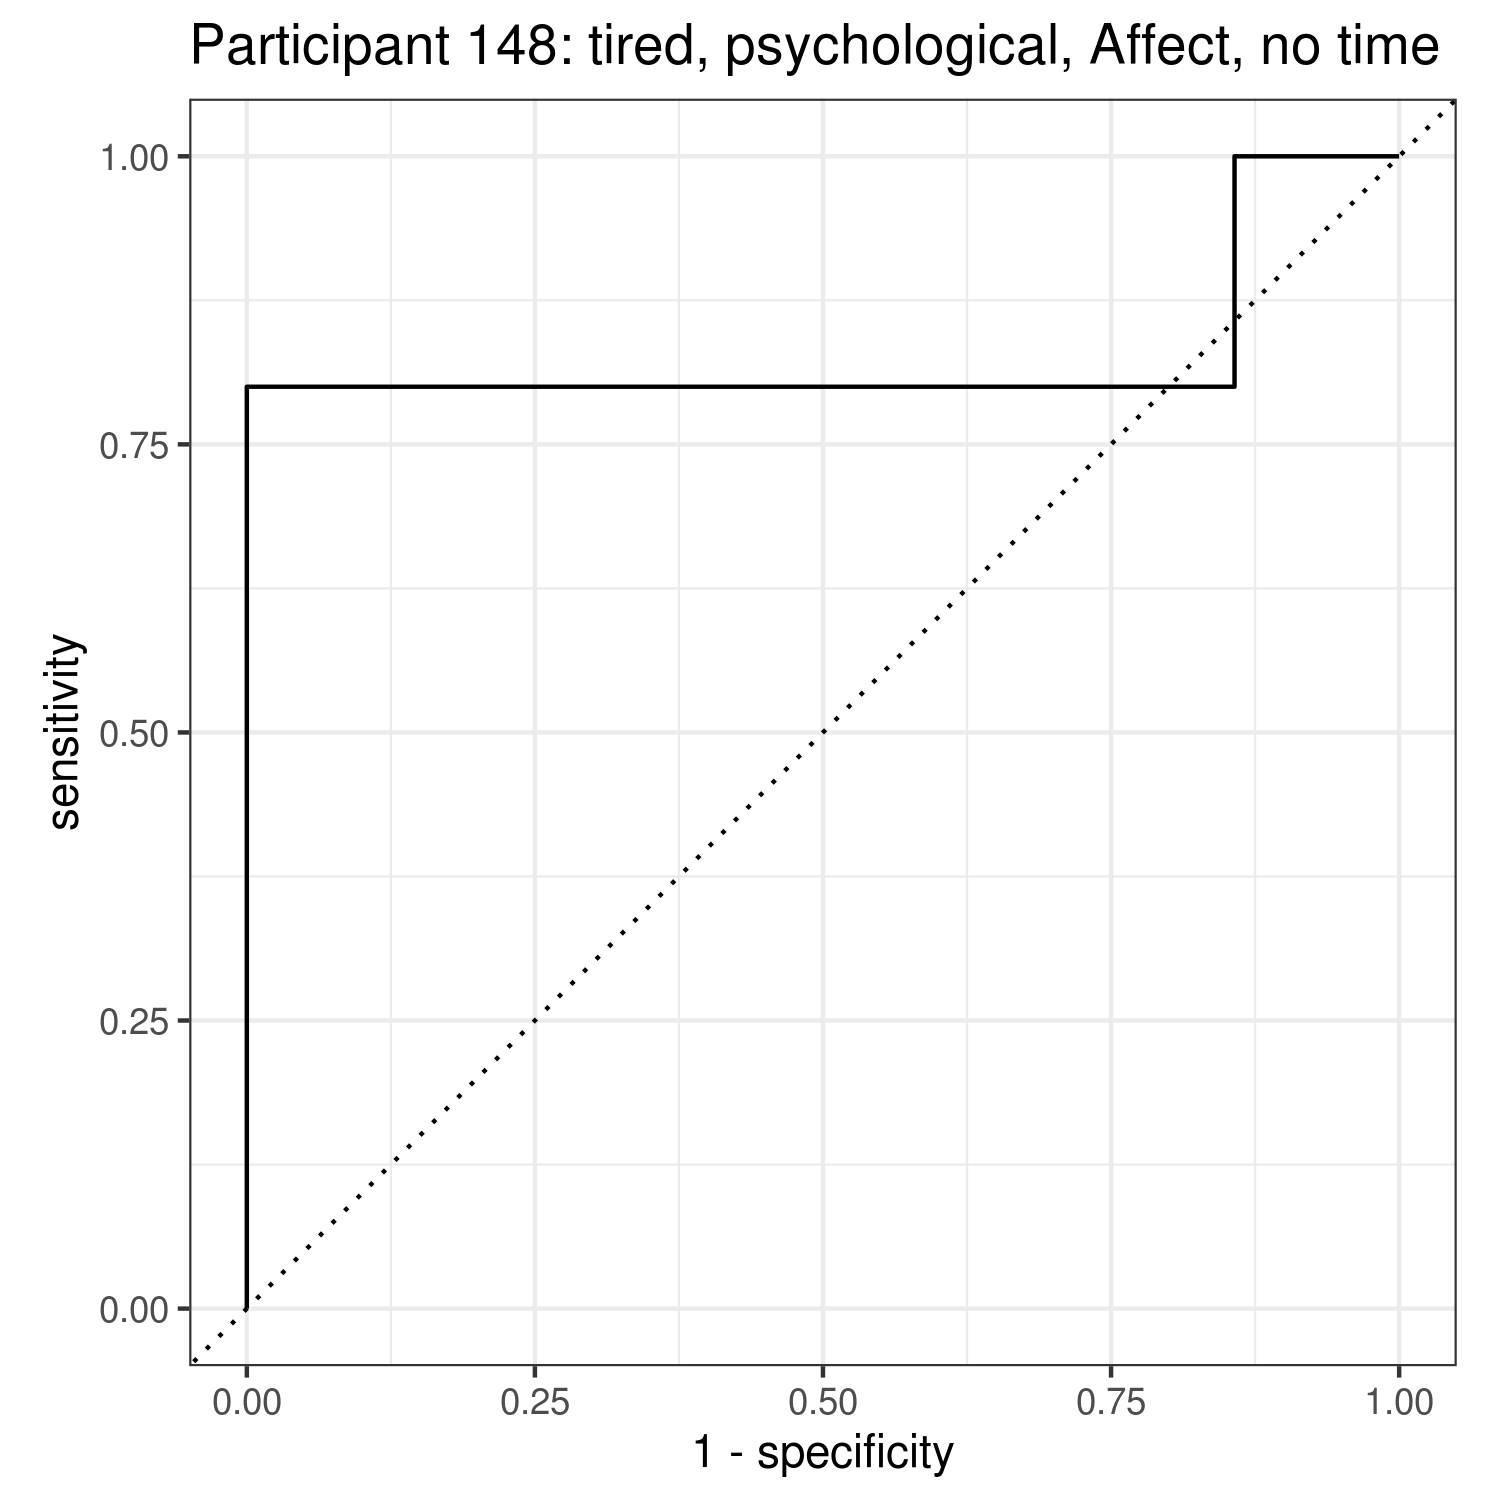 Participant 148: tired, psychological, Affect, no time
1.00
0.75
0.50
0.25
0.00
sensitivity
0.00 0.25 0.50 0.75 1.00
1 - specificity